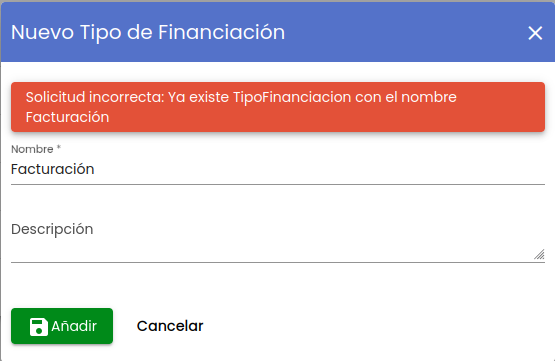 Nuevo Tipo de Financiación
Solicitud incorrecta: Ya existe TipoFinanciacion con el nombre
Facturación
Nombre *
Facturación
Descripción
Añadir
Cancelar